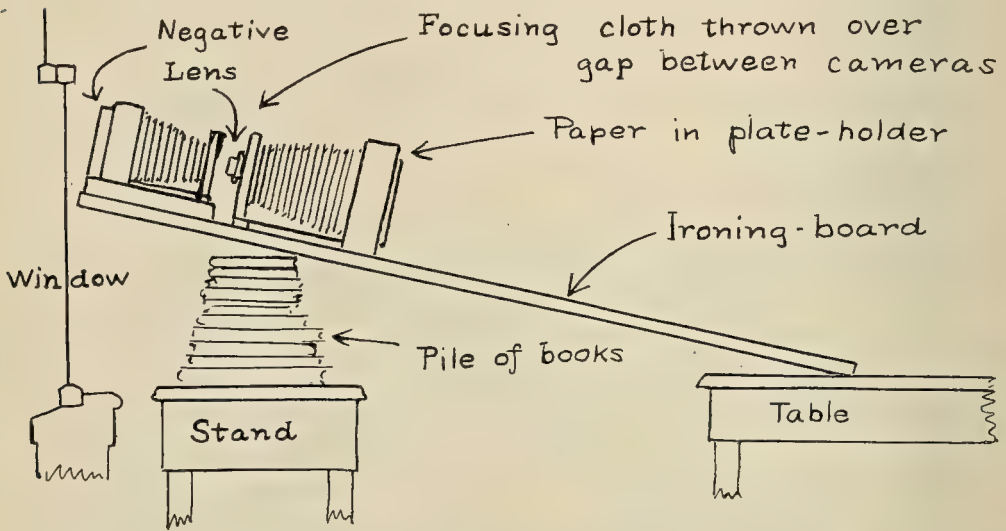 Negative
Lens
Focusing cloth thrown over
gap between cameras
Paper in plate-holder
Ironing-board
Window
Pile of books
Stand
Table